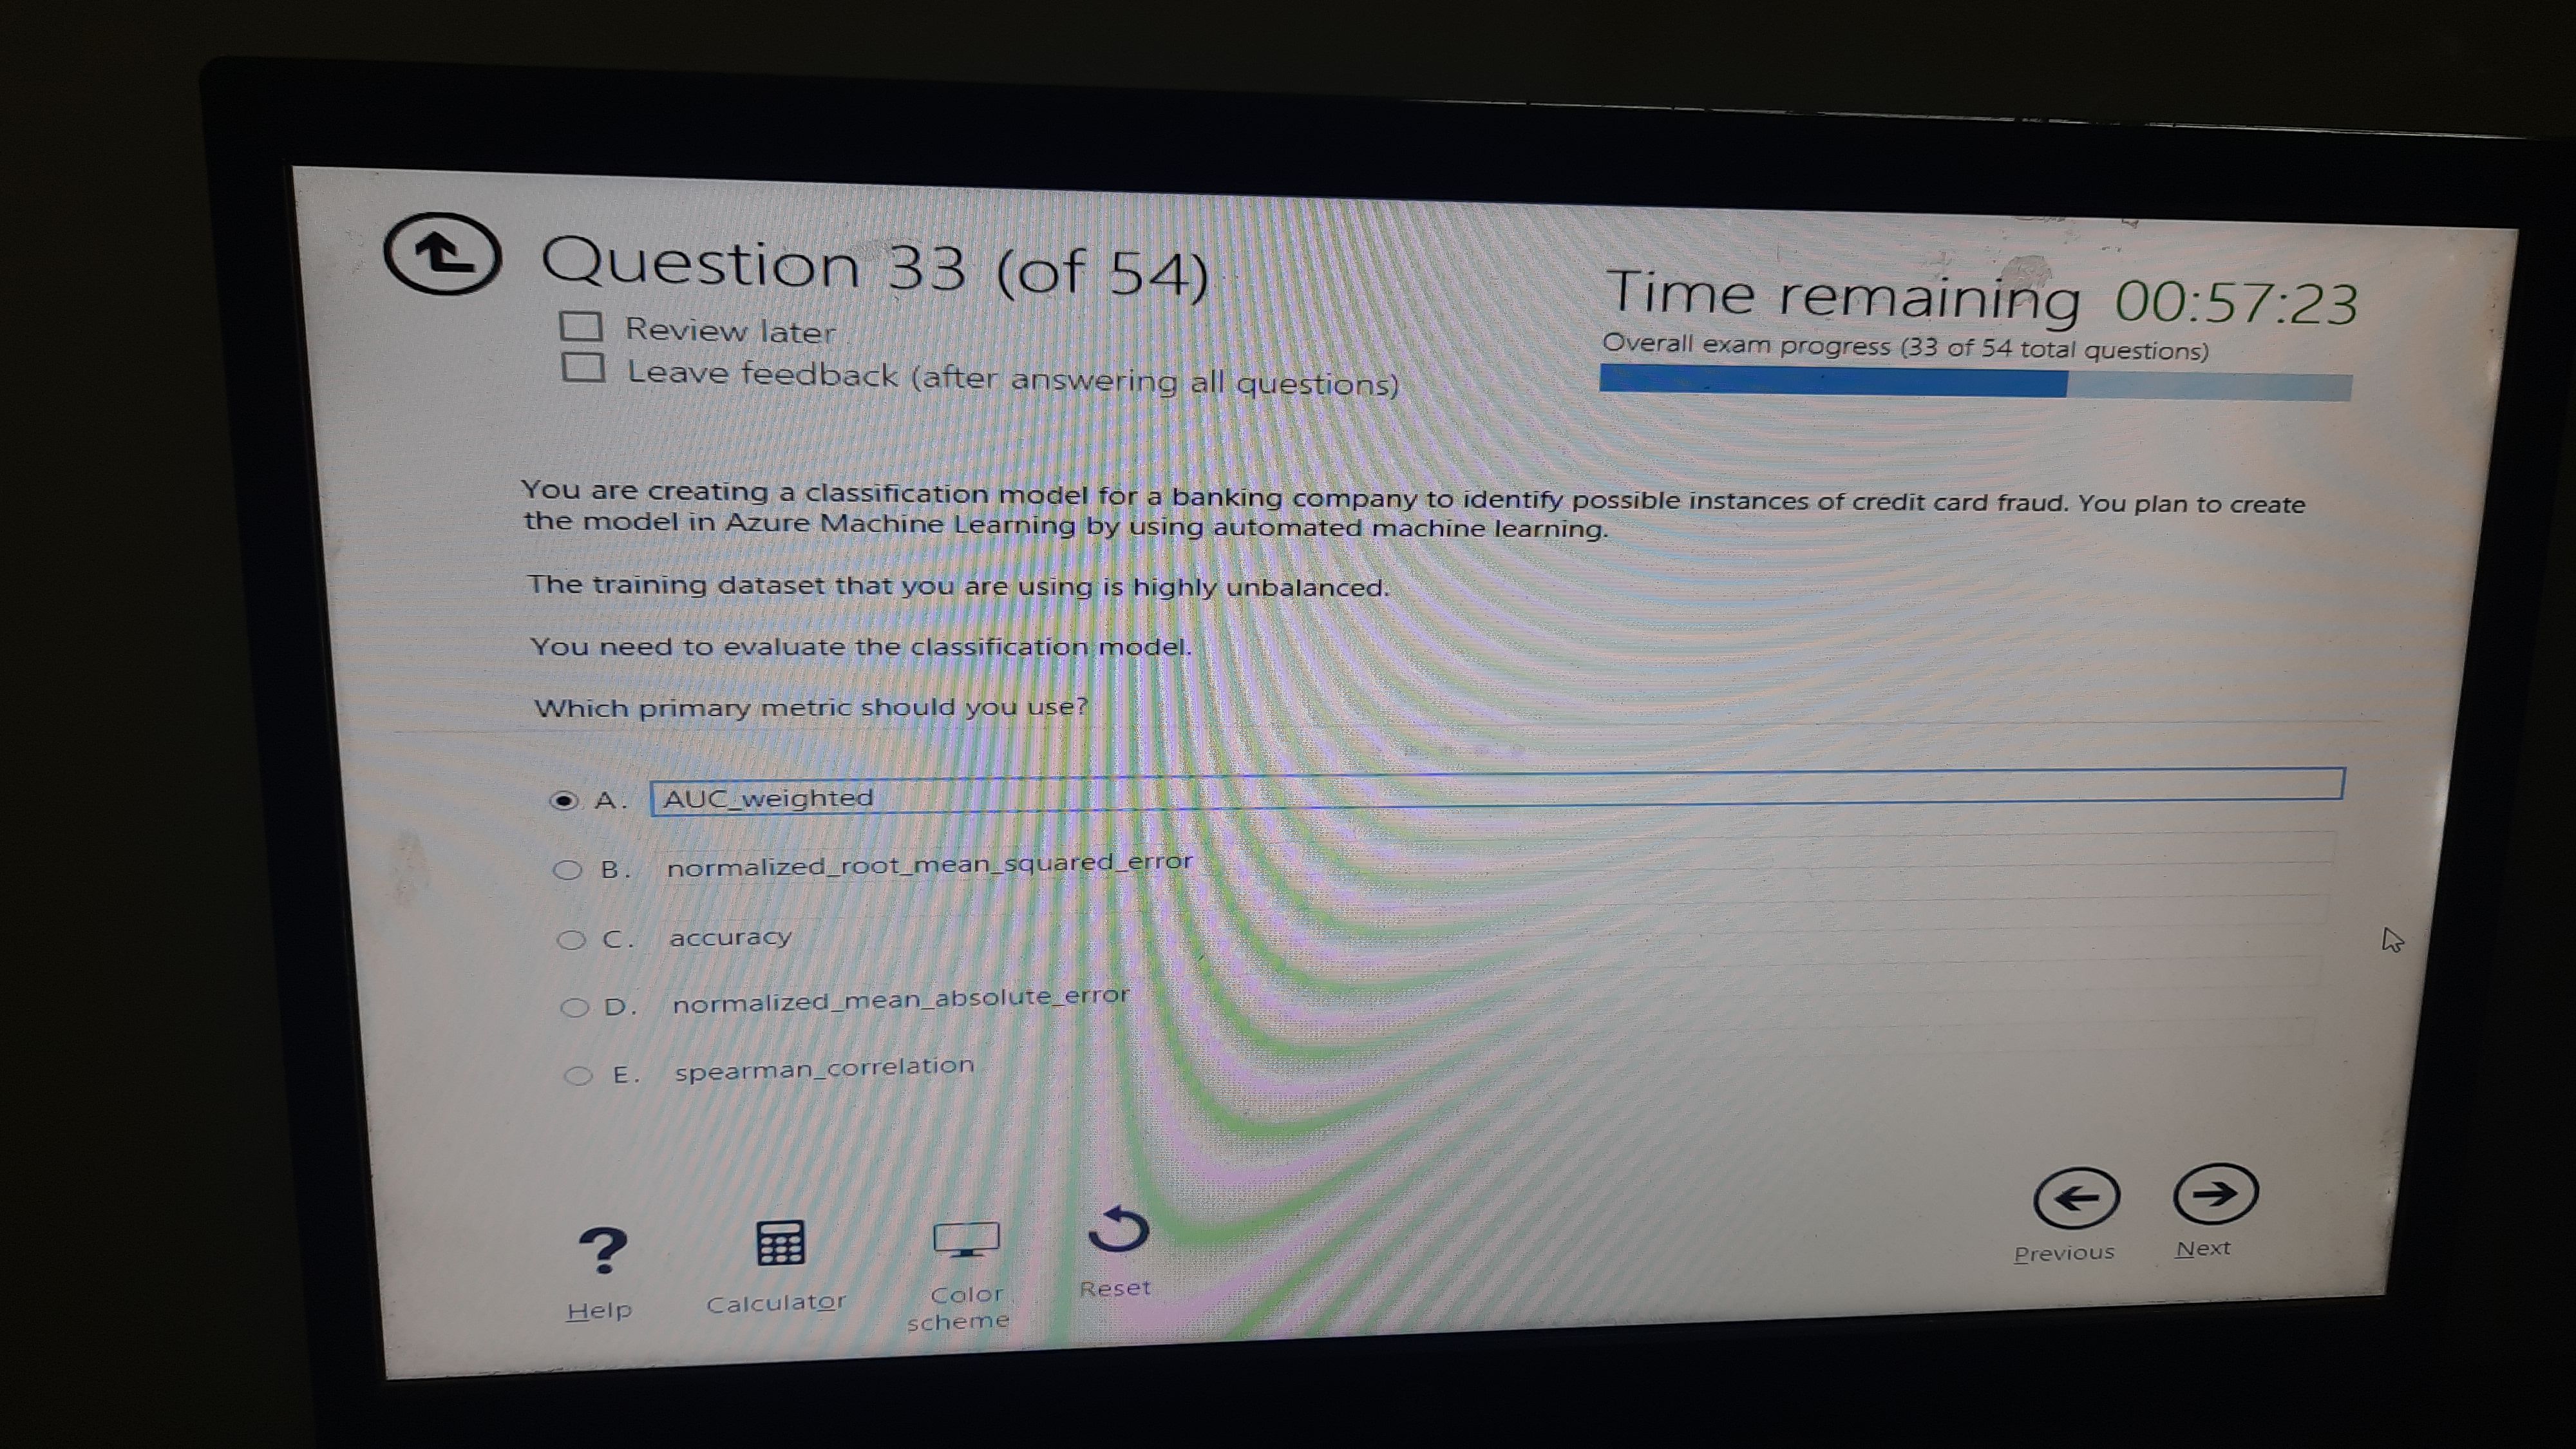 Question 33 (of 54)
Time remaining 00:57:23
Review later
Leave feedback (after answering all questions)
Overall exam progress (33 of 54 total questions)
You are creating a classification model for a banking company to identify possible instances of credit card fraud. You plan to create
the model in Azure Machine Learning by using automated machine learning.
The training dataset that you are using is highly unbalanced.
You need to evaluate the classification model.
Which primary metric should you use?
A. AUC_weighted
B. normalized_root_mean_squared_error
C. accuracy
D. normalized_mean_absolute_error
E. spearman_correlation
Help
Calculator
Color
scheme
Reset
Previous
Next